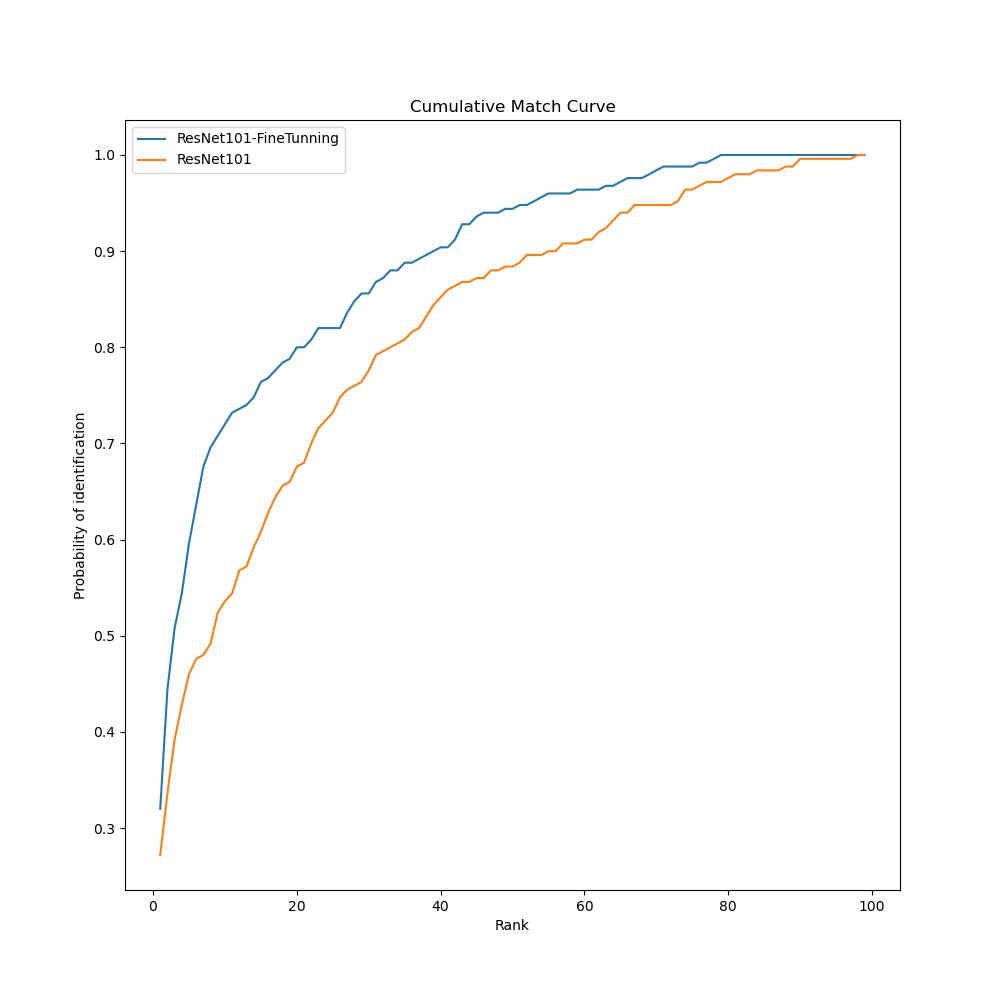 Cumulative Match Curve
ResNet101-FineTunning
ResNet101
1.0
0.9
0.8
0.7
0.6
0.5
0.4
0.3
Probability of identification
0 20 40 60 80 100
Rank